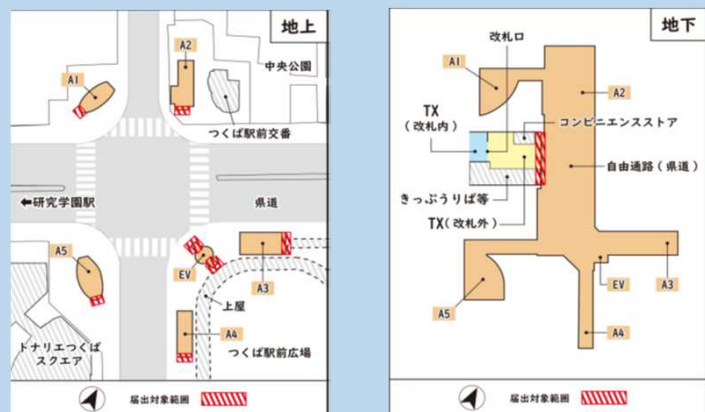 地上
A1
A2
中央公園
つくば駅前交番
←研究学園駅
県道
A5
EV
A3
上屋
A4
トナリエつくば
スクエア
つくば駅前広場
届出対象範囲
地下
改札口
A1
A2
TX
(改札内)
コンビニエンスストア
自由通路(県道)
きっぷうりば等
TX(改札外)
EV
A3
A5
A4
届出対象範囲